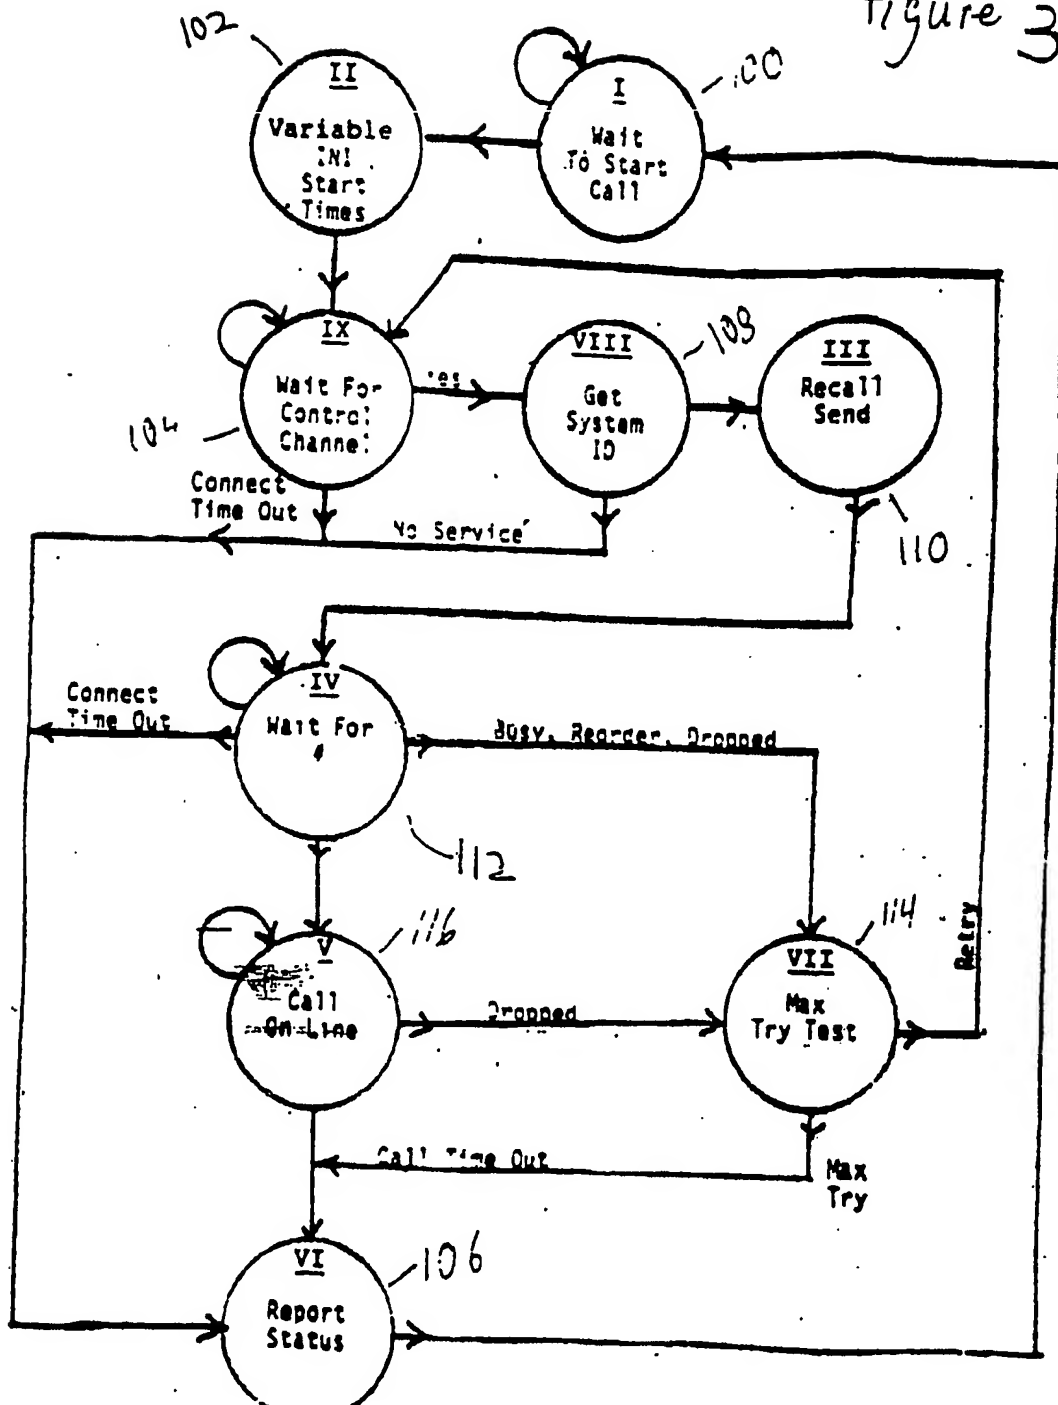 figure 3
102
II
Variable
INI
Start
Times
I
Wait
To Start
Call
100
IX
Wait For
Control
Channel
104
Yes
VIII
Get
System
ID
III
Recall
Send
110
Connect
Time Out
No Service
IV
Wait For
#
112
Connect
Time Out
Busy, Reorder, Dropped
V
Call
On-Line
116
Dropped
VII
Max
Try Test
114
Retry
Call Time Out
Max
Try
VI
Report
Status
106